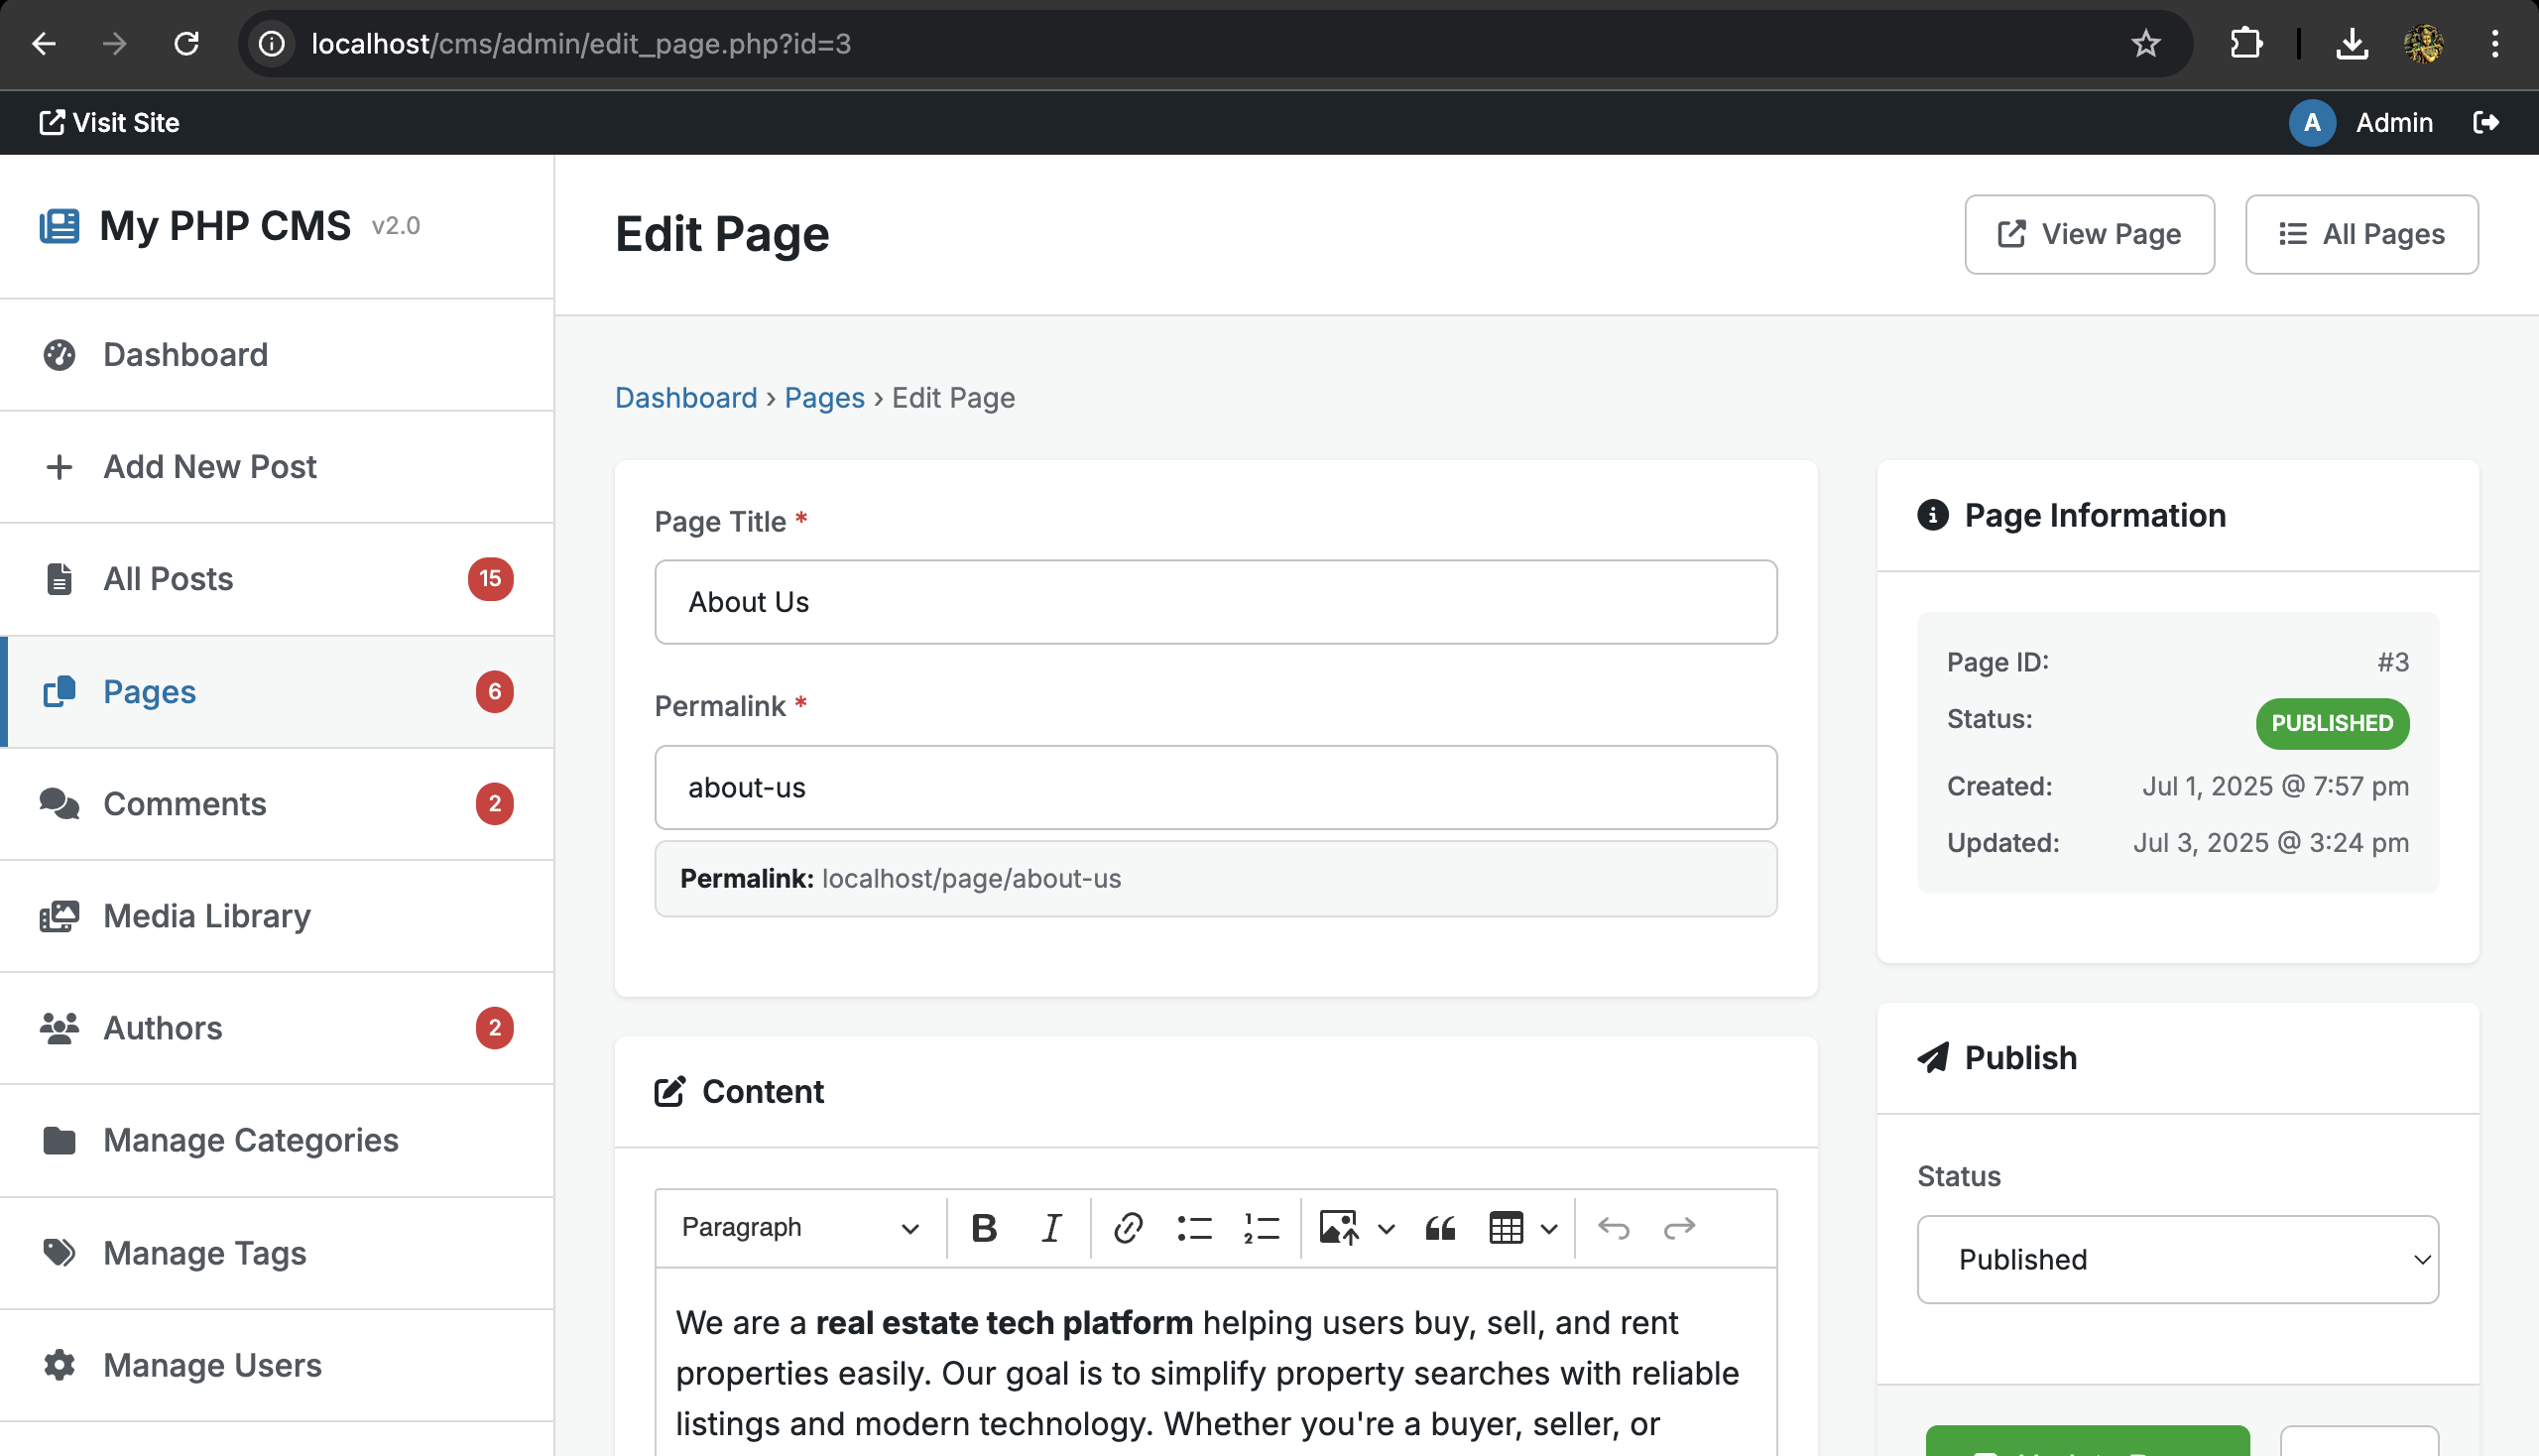 localhost/cms/admin/edit_page.php?id=3
Visit Site
A Admin
My PHP CMS v2.0
Dashboard
Add New Post
All Posts 15
Pages 6
Comments 2
Media Library
Authors 2
Manage Categories
Manage Tags
Manage Users
Edit Page
View Page
All Pages
Dashboard › Pages › Edit Page
Page Title *
About Us
Permalink *
about-us
Permalink: localhost/page/about-us
Content
Paragraph
We are a real estate tech platform helping users buy, sell, and rent
properties easily. Our goal is to simplify property searches with reliable
listings and modern technology. Whether you're a buyer, seller, or
Page Information
Page ID: #3
Status: PUBLISHED
Created: Jul 1, 2025 @ 7:57 pm
Updated: Jul 3, 2025 @ 3:24 pm
Publish
Status
Published